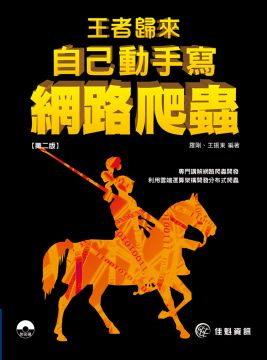 王者歸來
自己動手寫
網路爬蟲
【第二版】
羅剛、王振東 編著
專門講解網路爬蟲開發
利用雲端運算架構開發分布式爬蟲
佳魁資訊